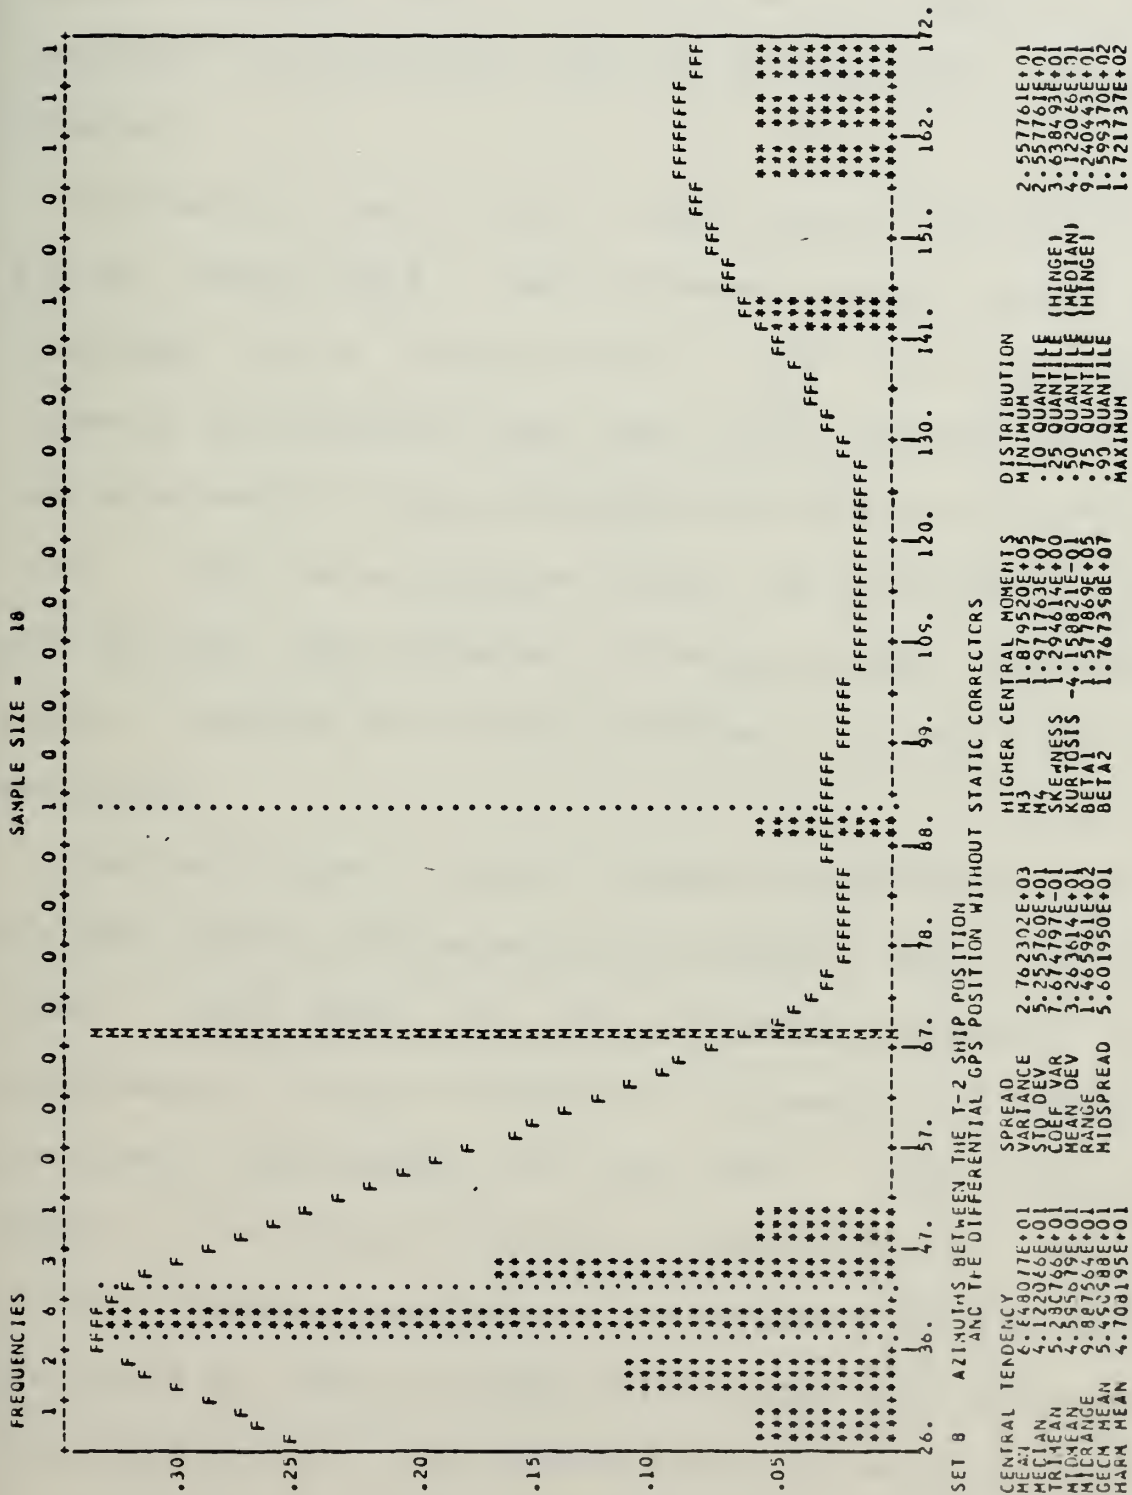 FREQUENCIES SAMPLE SIZE = 18
1 2 6 3 1 0 0 0 0 0 0 0 1 0 0 0 0 0 0 0 0 0 1 0 0 1 1 1
.30
.25
.20
.15
.10
.05
26. 36. 47. 57. 67. 78. 88. 99. 109. 120. 130. 141. 151. 162. 172.
SET 8 AZIMUTHS BETWEEN THE T-2 SHIP POSITION
AND THE DIFFERENTIAL GPS POSITION WITHOUT STATIC CORRECTORS
CENTRAL TENDENCY SPREAD HIGHER CENTRAL MOMENTS DISTRIBUTION
MEAN 6.848077E+01 VARIANCE 2.762302E+03 M3 1.879520E+05 MINIMUM 2.557761E+01
MEDIAN 4.122066E+01 STD DEV 5.255760E+01 M4 1.971763E+07 .10 QUANTILE 2.557761E+01
TRIMEAN 5.280766E+01 COEF VAR 7.674797E-01 SKEWNESS 1.294614E+00 .25 QUANTILE (HINGE) 3.638493E+01
MIDMEAN 4.595679E+01 MEAN DEV 3.263614E+01 KURTOSIS -4.158821E-01 .50 QUANTILE (MEDIAN) 4.122066E+01
MIDRANGE 9.887564E+01 RANGE 1.465961E+02 BETA1 1.577869E+05 .75 QUANTILE (HINGE) 9.240443E+01
GEOM MEAN MIDSPREAD 5.601950E+01 BETA2 1.767358E+07 .90 QUANTILE 1.599370E+02
HARM MEAN 4.708195E+01 MAXIMUM 1.721737E+02